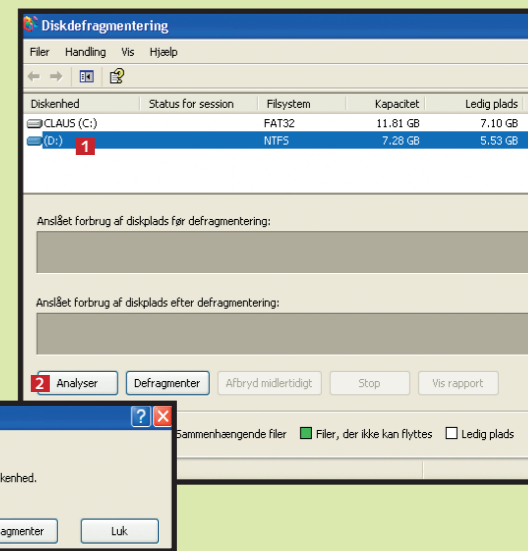 Diskdefragmentering
Filer Handling Vis Hjælp
Diskenhed Status for session Filsystem Kapacitet Ledig plads
CLAUS (C:) FAT32 11.81 GB 7.10 GB
(D:) 1 NTFS 7.28 GB 5.53 GB
Anslået forbrug af diskplads før defragmentering:
Anslået forbrug af diskplads efter defragmentering:
2 Analyser Defragmenter Afbryd midlertidigt Stop Vis rapport
Sammenhængende filer Filer, der ikke kan flyttes Ledig plads
kenhed.
agmenter Luk